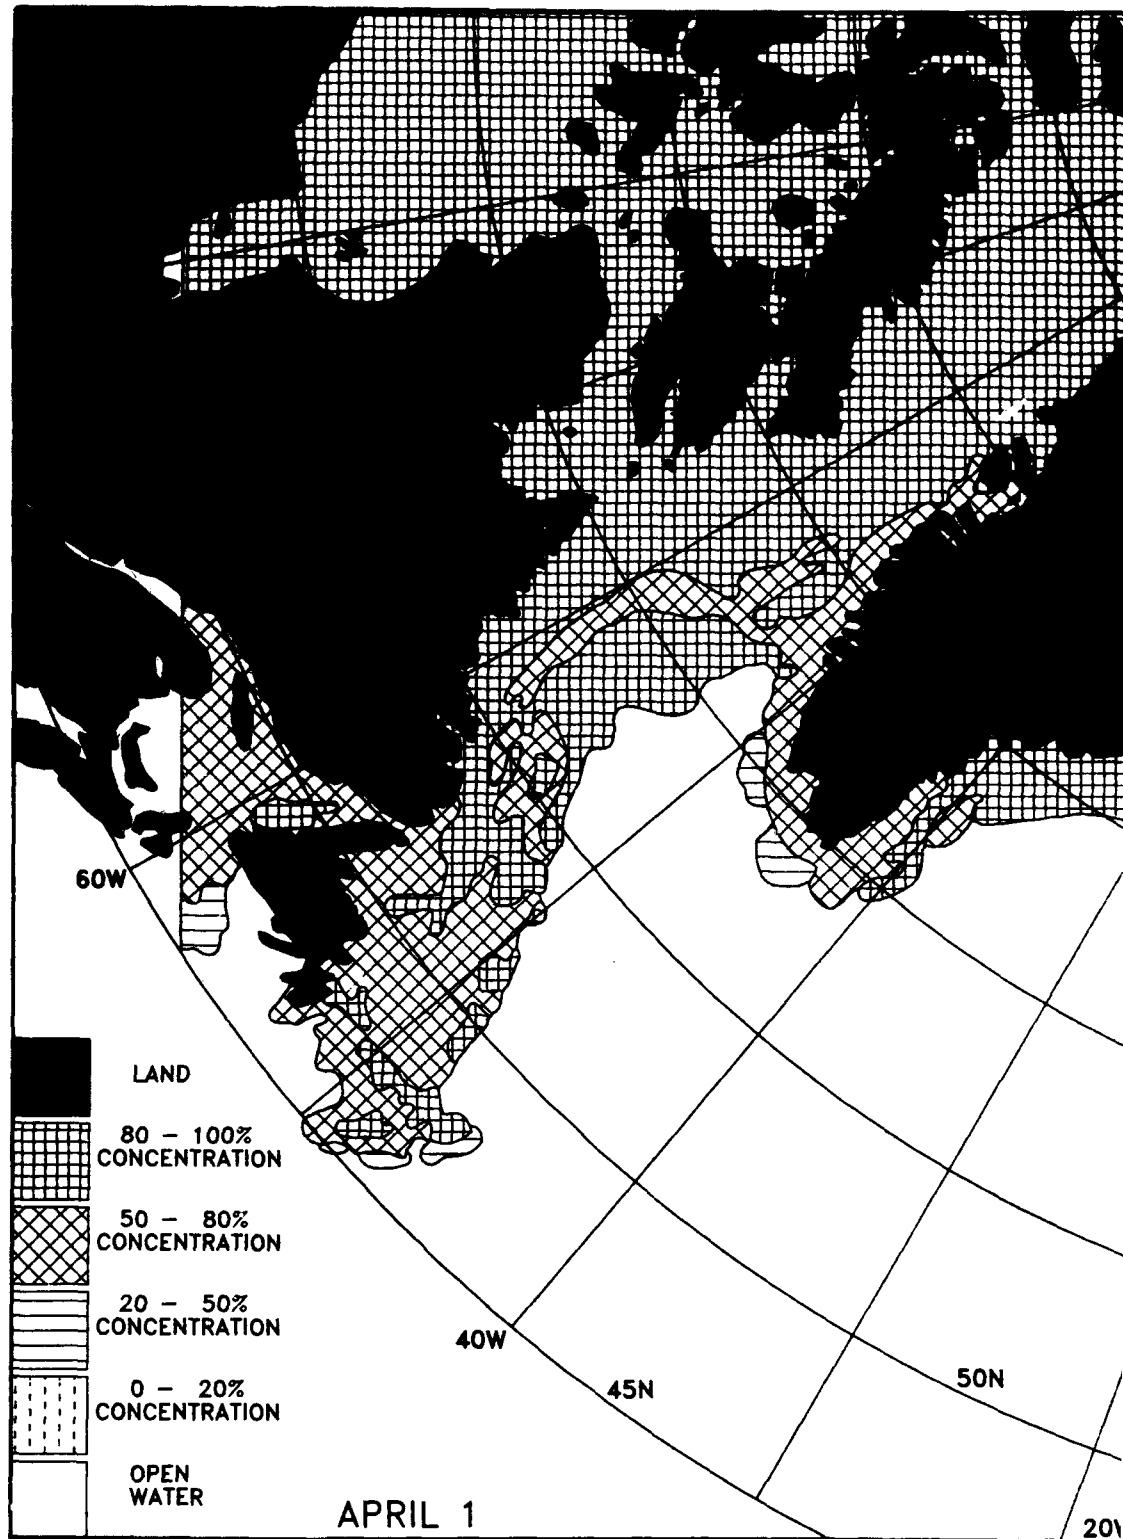 60W
LAND
80 - 100%
CONCENTRATION
50 - 80%
CONCENTRATION
20 - 50%
CONCENTRATION
0 - 20%
CONCENTRATION
OPEN
WATER
40W
45N
50N
APRIL 1